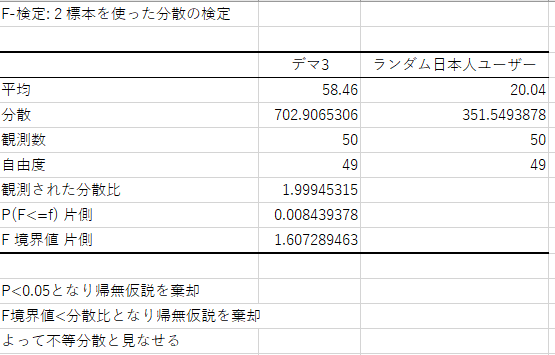 F-検定: 2 標本を使った分散の検定
デマ3 ランダム日本人ユーザー
平均 58.46 20.04
分散 702.9065306 351.5493878
観測数 50 50
自由度 49 49
観測された分散比 1.99945315
P(F<=f) 片側 0.008439378
F 境界値 片側 1.607289463
P<0.05となり帰無仮説を棄却
F境界値<分散比となり帰無仮説を棄却
よって不等分散と見なせる